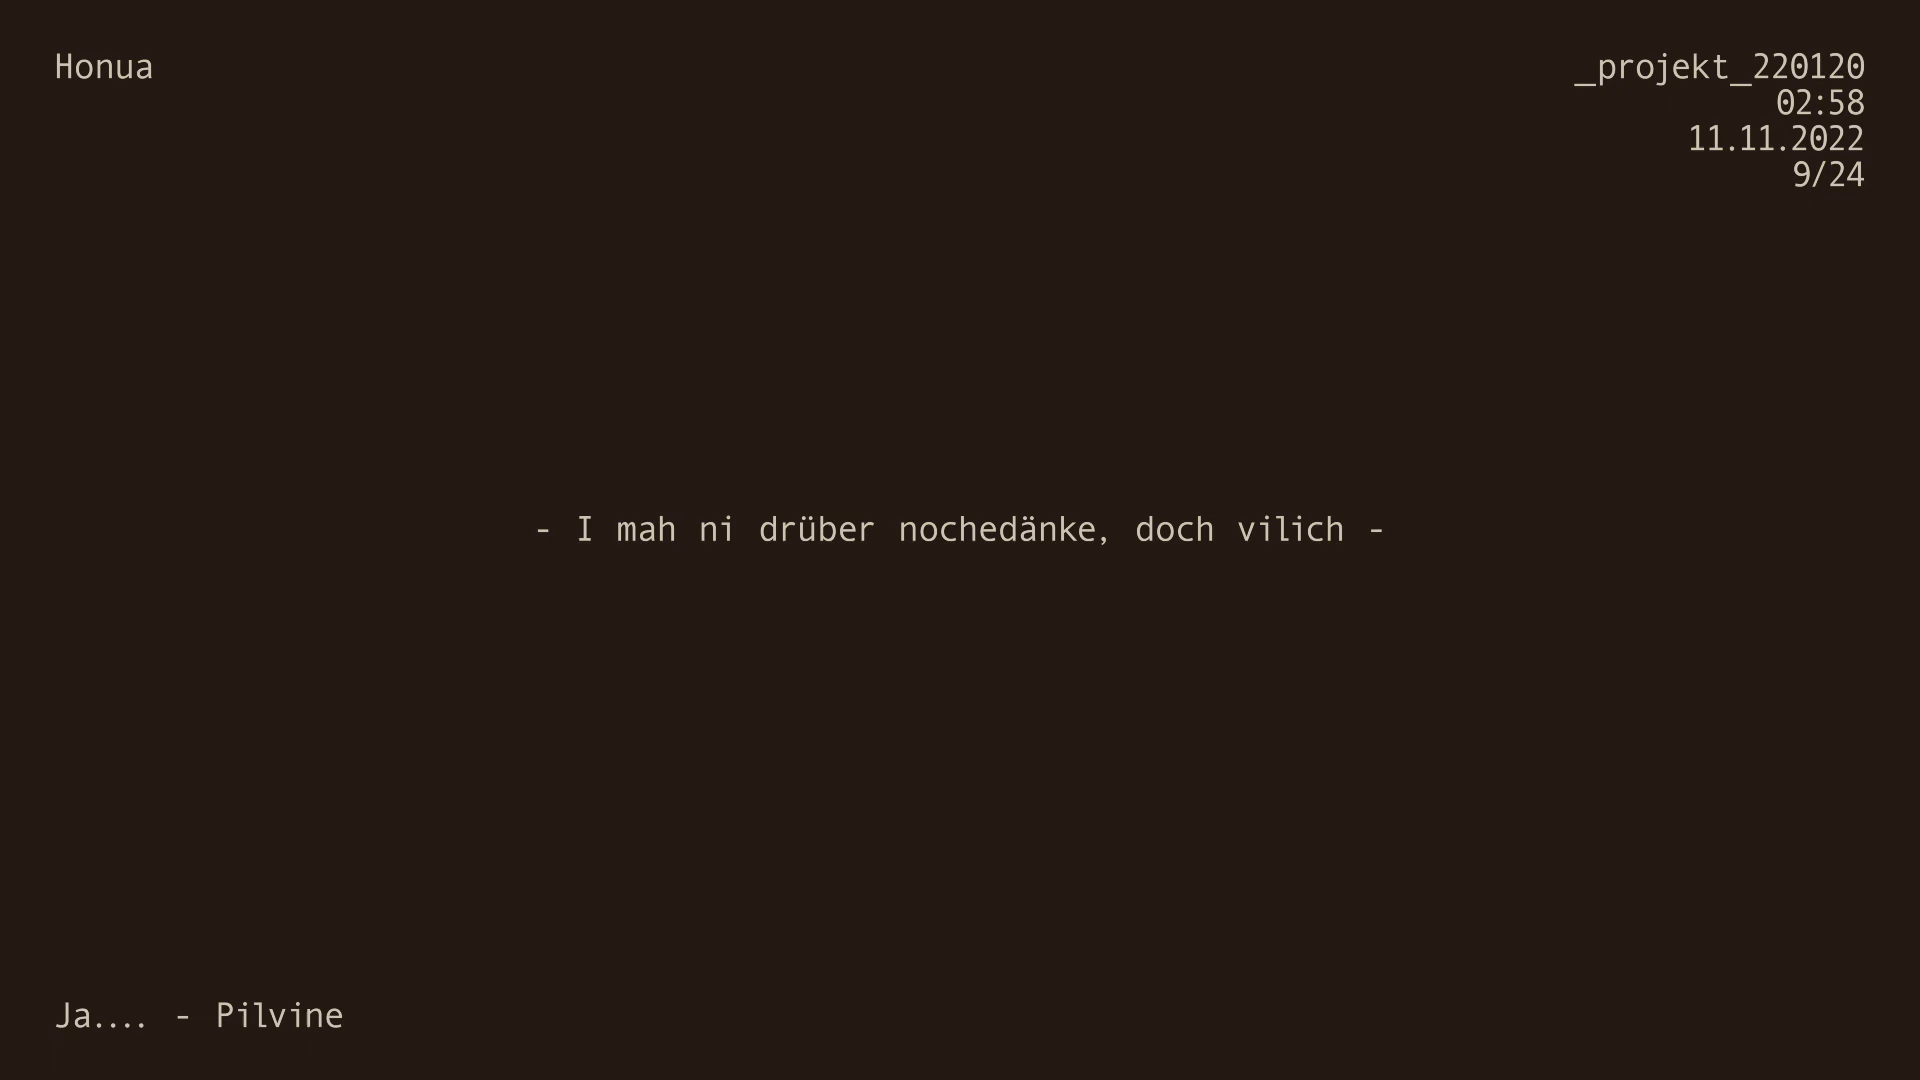 Honua
_projekt_220120
02:58
11.11.2022
9/24
- I mah ni drüber nochedänke, doch vilich -
Ja.... - Pilvine